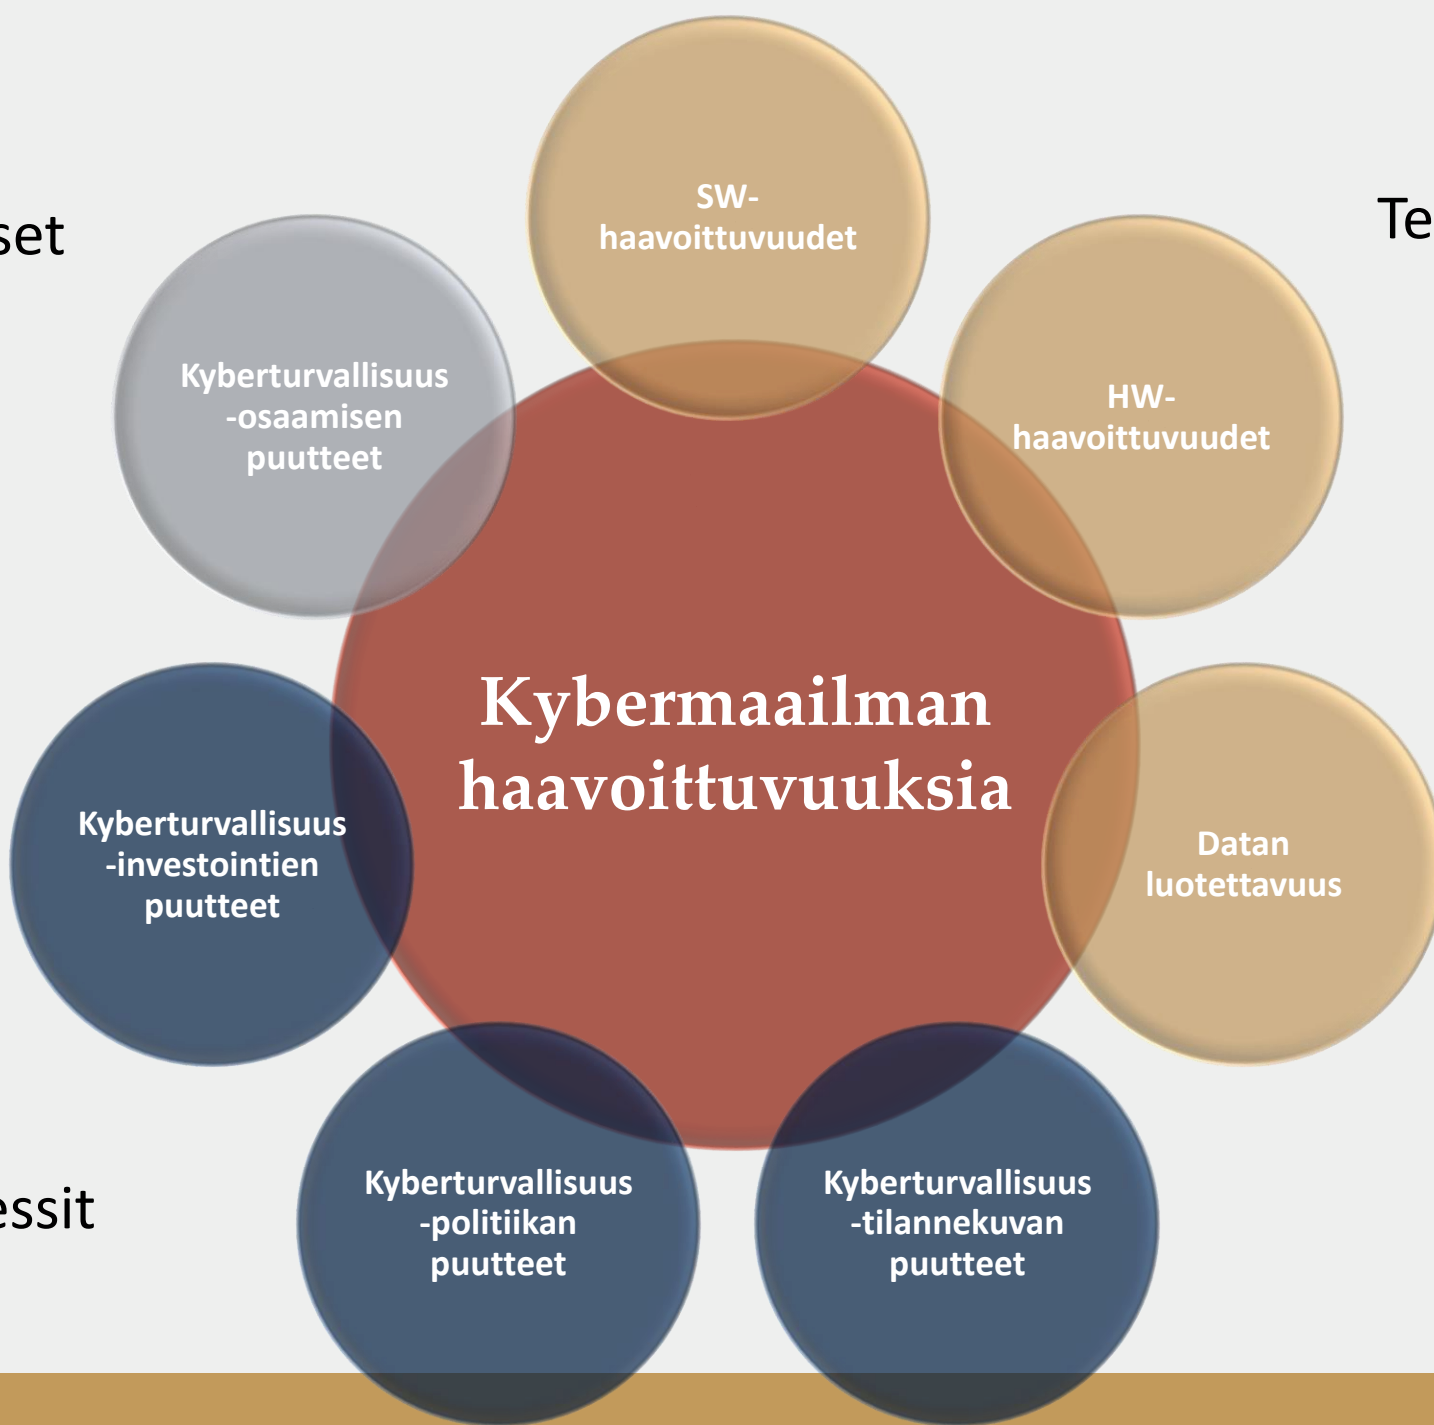 SW-
haavoittuvuudet
set
Te
Kyberturvallisuus
-osaamisen
puutteet
HW-
haavoittuvuudet
Kybermaailman
haavoittuvuuksia
Kyberturvallisuus
-investointien
puutteet
Datan
luotettavuus
essit
Kyberturvallisuus
-politiikan
puutteet
Kyberturvallisuus
-tilannekuvan
puutteet